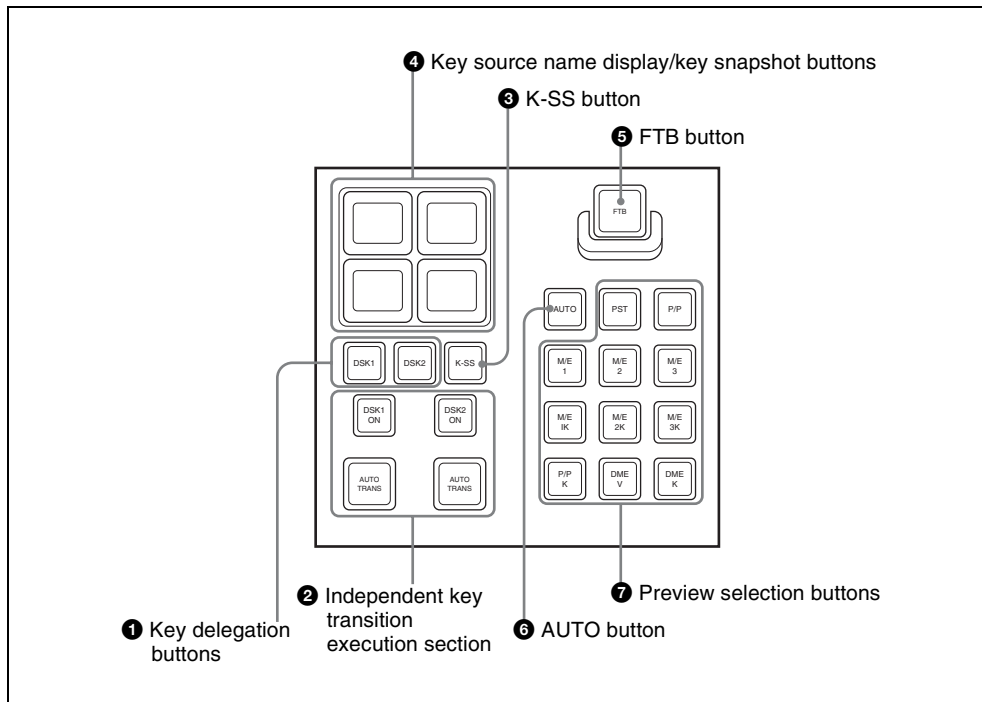 ❹ Key source name display/key snapshot buttons
❸ K-SS button
❺ FTB button
FTB
AUTO
PST
P/P
DSK1
DSK2
K-SS
M/E
1
M/E
2
M/E
3
DSK1
ON
DSK2
ON
M/E
IK
M/E
2K
M/E
3K
AUTO
TRANS
AUTO
TRANS
P/P
K
DME
V
DME
K
❶ Key delegation
buttons
❷ Independent key
transition
execution section
❻ AUTO button
❼ Preview selection buttons